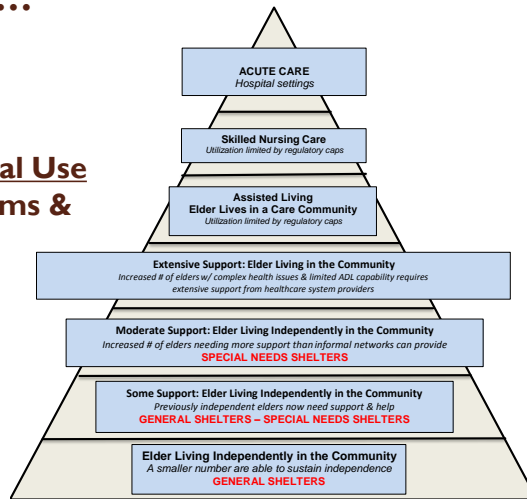 ...
al Use
ms &
ACUTE CARE
Hospital settings
Skilled Nursing Care
Utilization limited by regulatory caps
Assisted Living
Elder Lives in a Care Community
Utilization limited by regulatory caps
Extensive Support: Elder Living in the Community
Increased # of elders w/ complex health issues & limited ADL capability requires
extensive support from healthcare system providers
Moderate Support: Elder Living Independently in the Community
Increased # of elders needing more support than informal networks can provide
SPECIAL NEEDS SHELTERS
Some Support: Elder Living Independently in the Community
Previously independent elders now need support & help
GENERAL SHELTERS – SPECIAL NEEDS SHELTERS
Elder Living Independently in the Community
A smaller number are able to sustain independence
GENERAL SHELTERS